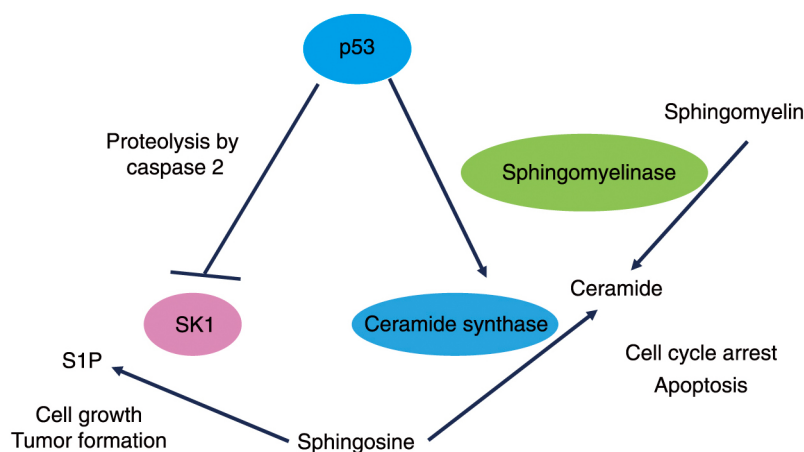 p53
Sphingomyelin
Proteolysis by
caspase 2
Sphingomyelinase
Ceramide
SK1
Ceramide synthase
S1P
Cell cycle arrest
Apoptosis
Cell growth
Tumor formation
Sphingosine